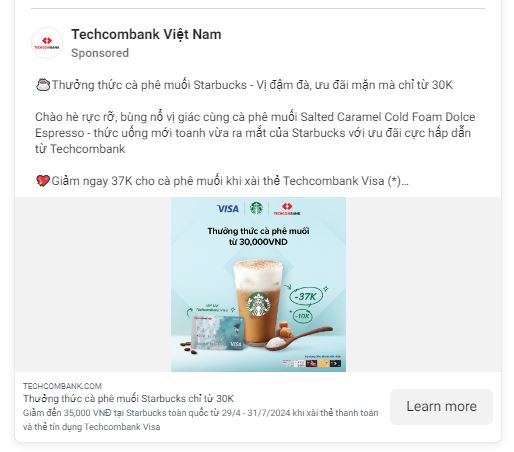 Techcombank Việt Nam
Sponsored
TECHCOMBANK
☕Thưởng thức cà phê muối Starbucks - Vị đậm đà, ưu đãi mặn mà chỉ từ 30K
Chào hè rực rỡ, bùng nổ vị giác cùng cà phê muối Salted Caramel Cold Foam Dolce
Espresso - thức uống mới toanh vừa ra mắt của Starbucks với ưu đãi cực hấp dẫn
từ Techcombank
💖Giảm ngay 37K cho cà phê muối khi xài thẻ Techcombank Visa (*)...
VISA
TECHCOMBANK
Thưởng thức cà phê muối
từ 30,000VND
-37K
-10K
Techcombank Visa
VISA
TECHCOMBANK.COM
Thưởng thức cà phê muối Starbucks chỉ từ 30K
Giảm đến 35,000 VNĐ tại Starbucks toàn quốc từ 29/4 - 31/7/2024 khi xài thẻ thanh toán
và thẻ tín dụng Techcombank Visa
Learn more